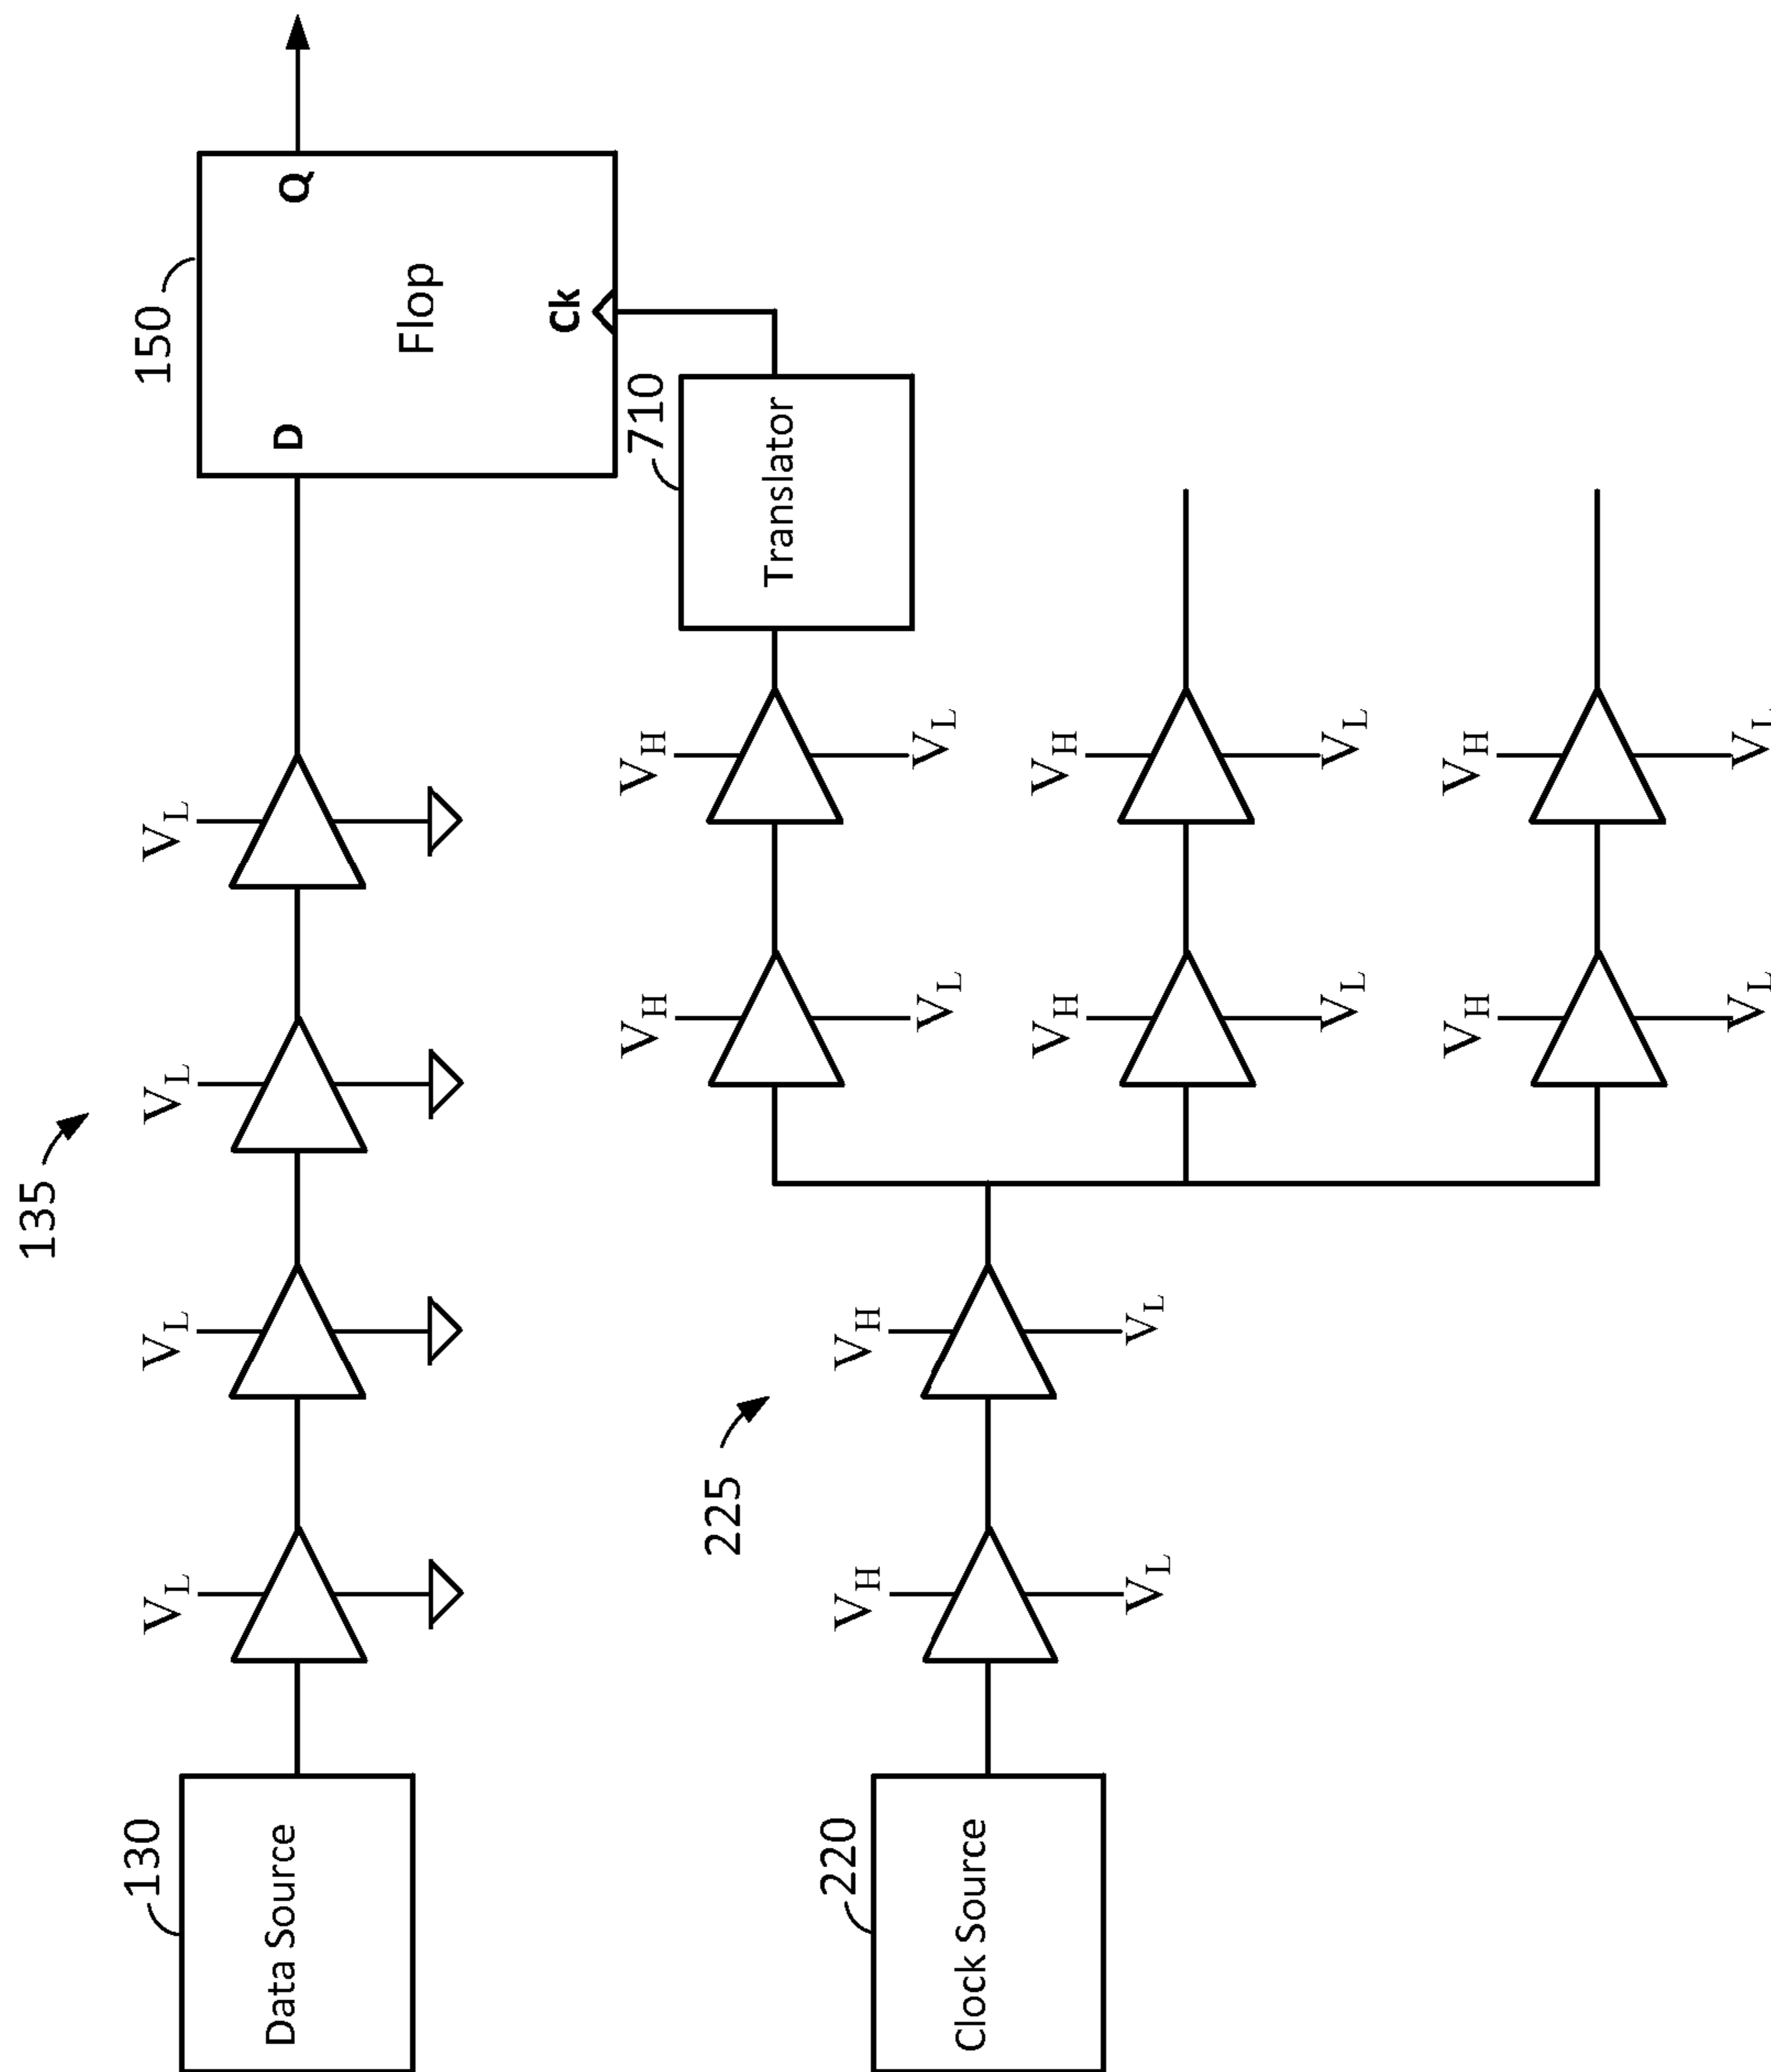 135
130
150
V_L V_L V_L V_L
Data Source
D Q
Flop
Ck
V_H V_H
710
225
Translator
220
V_H V_H
V_L V_L
Clock Source
V_H V_H
V_L V_L
V_L V_L
V_H V_H
V_L V_L